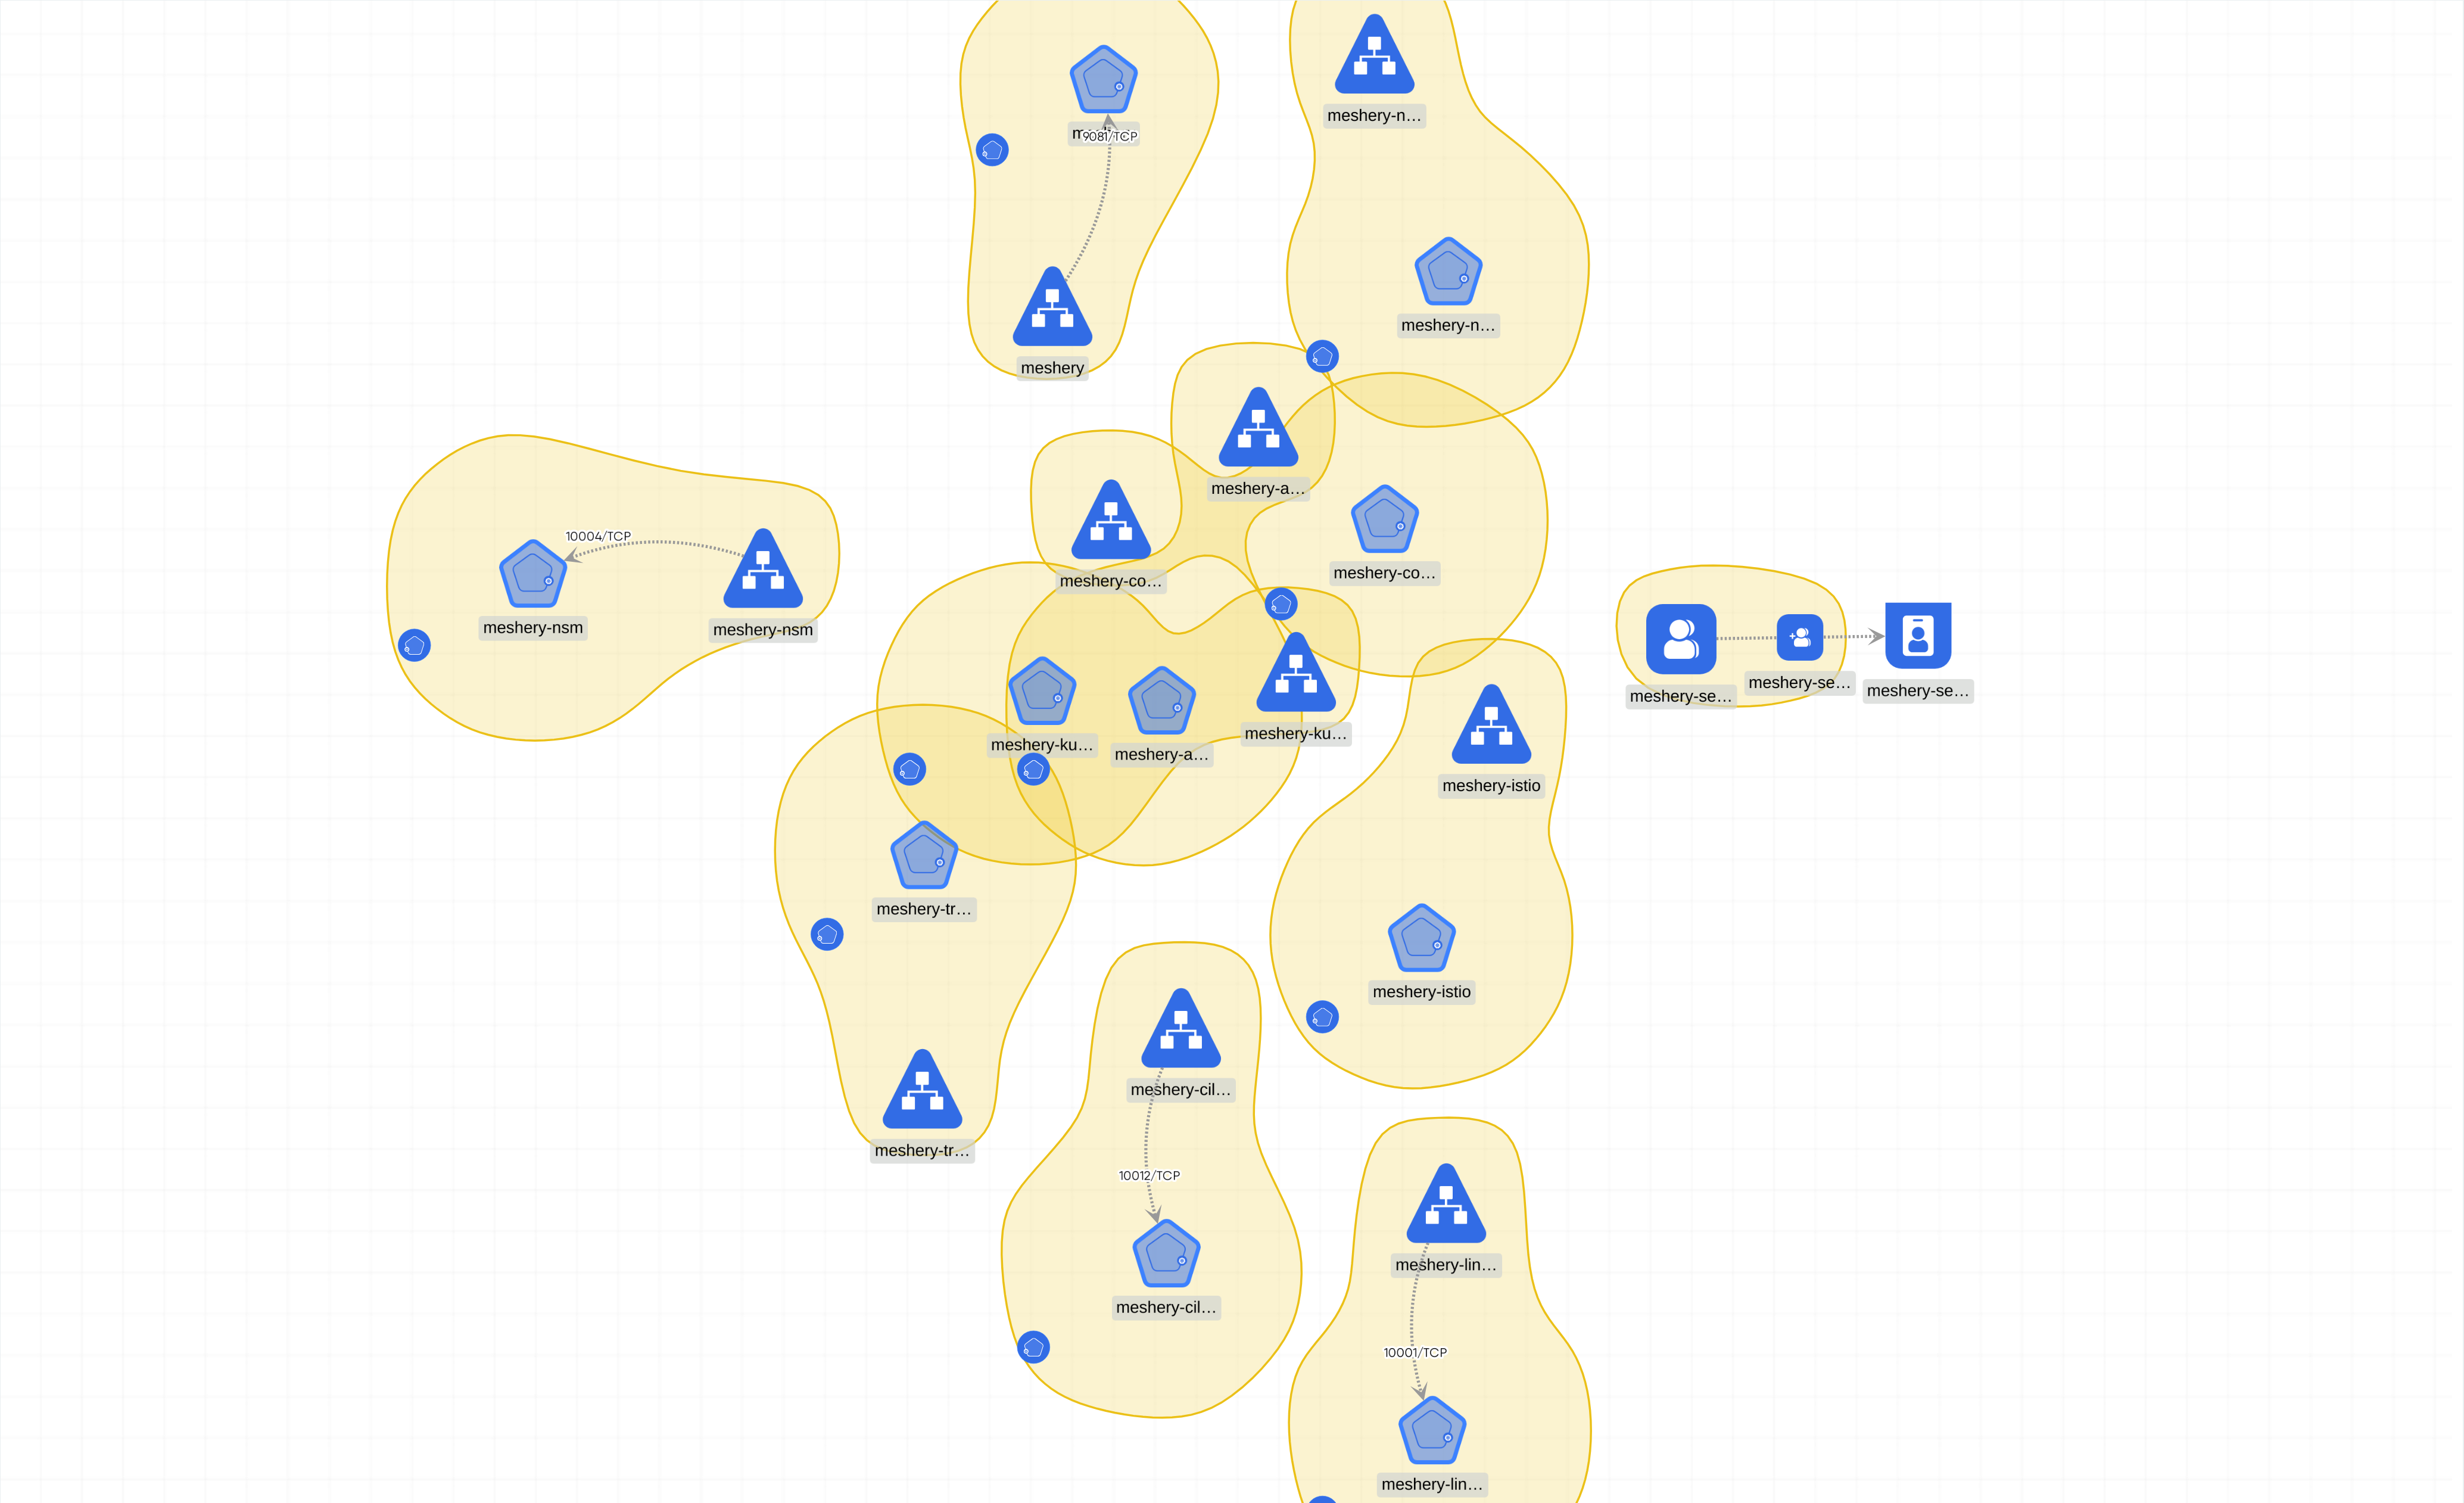 meshery-n…
9081/TCP
meshery-n…
meshery
meshery-a…
10004/TCP
meshery-co…
meshery-co…
meshery-nsm
meshery-nsm
meshery-se…
meshery-se…
meshery-se…
meshery-ku…
meshery-ku…
meshery-a…
meshery-istio
meshery-tr…
meshery-istio
meshery-cil…
meshery-tr…
10012/TCP
meshery-lin…
meshery-cil…
10001/TCP
meshery-lin…